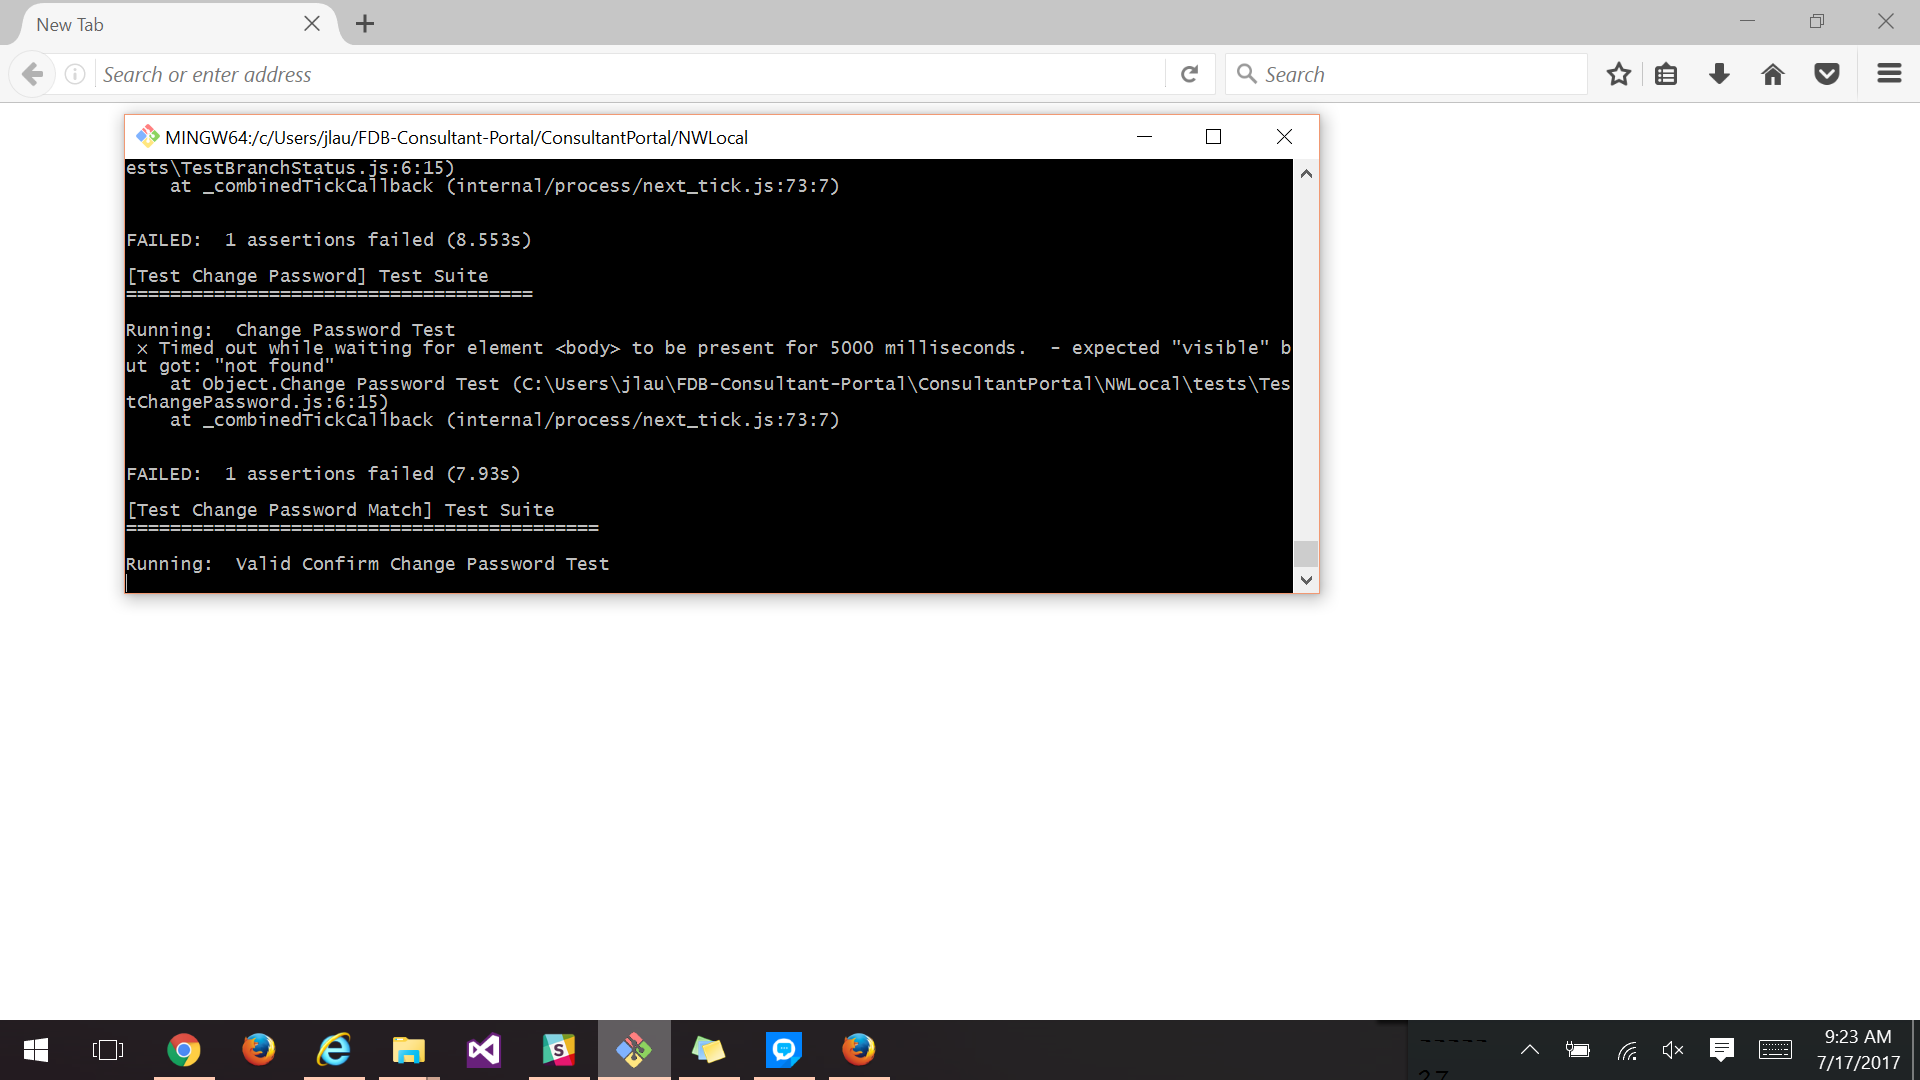 New Tab
Search or enter address
Search
MINGW64:/c/Users/jlau/FDB-Consultant-Portal/ConsultantPortal/NWLocal
ests\TestBranchStatus.js:6:15)
at _combinedTickCallback (internal/process/next_tick.js:73:7)
FAILED:  1 assertions failed (8.553s)
[Test Change Password] Test Suite
=====================================
Running:  Change Password Test
× Timed out while waiting for element <body> to be present for 5000 milliseconds.  - expected "visible" b
ut got: "not found"
at Object.Change Password Test (C:\Users\jlau\FDB-Consultant-Portal\ConsultantPortal\NWLocal\tests\Tes
tChangePassword.js:6:15)
at _combinedTickCallback (internal/process/next_tick.js:73:7)
FAILED:  1 assertions failed (7.93s)
[Test Change Password Match] Test Suite
===========================================
Running:  Valid Confirm Change Password Test
9:23 AM
7/17/2017